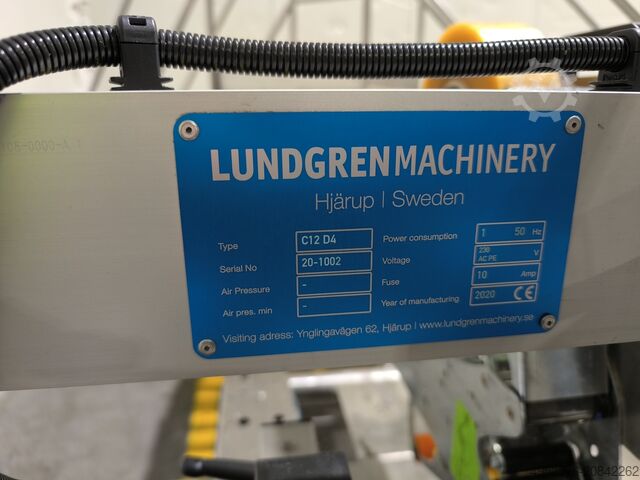 LUNDGRENMACHINERY
Hjärup | Sweden
Type C12 D4 Power consumption 1 50 Hz
Serial No 20-1002 Voltage 230 AC PE V
Air Pressure - Fuse 10 Amp
Air pres. min - Year of manufacturing 2020 CE
Visiting adress: Ynglingavägen 62, Hjärup | www.lundgrenmachinery.se